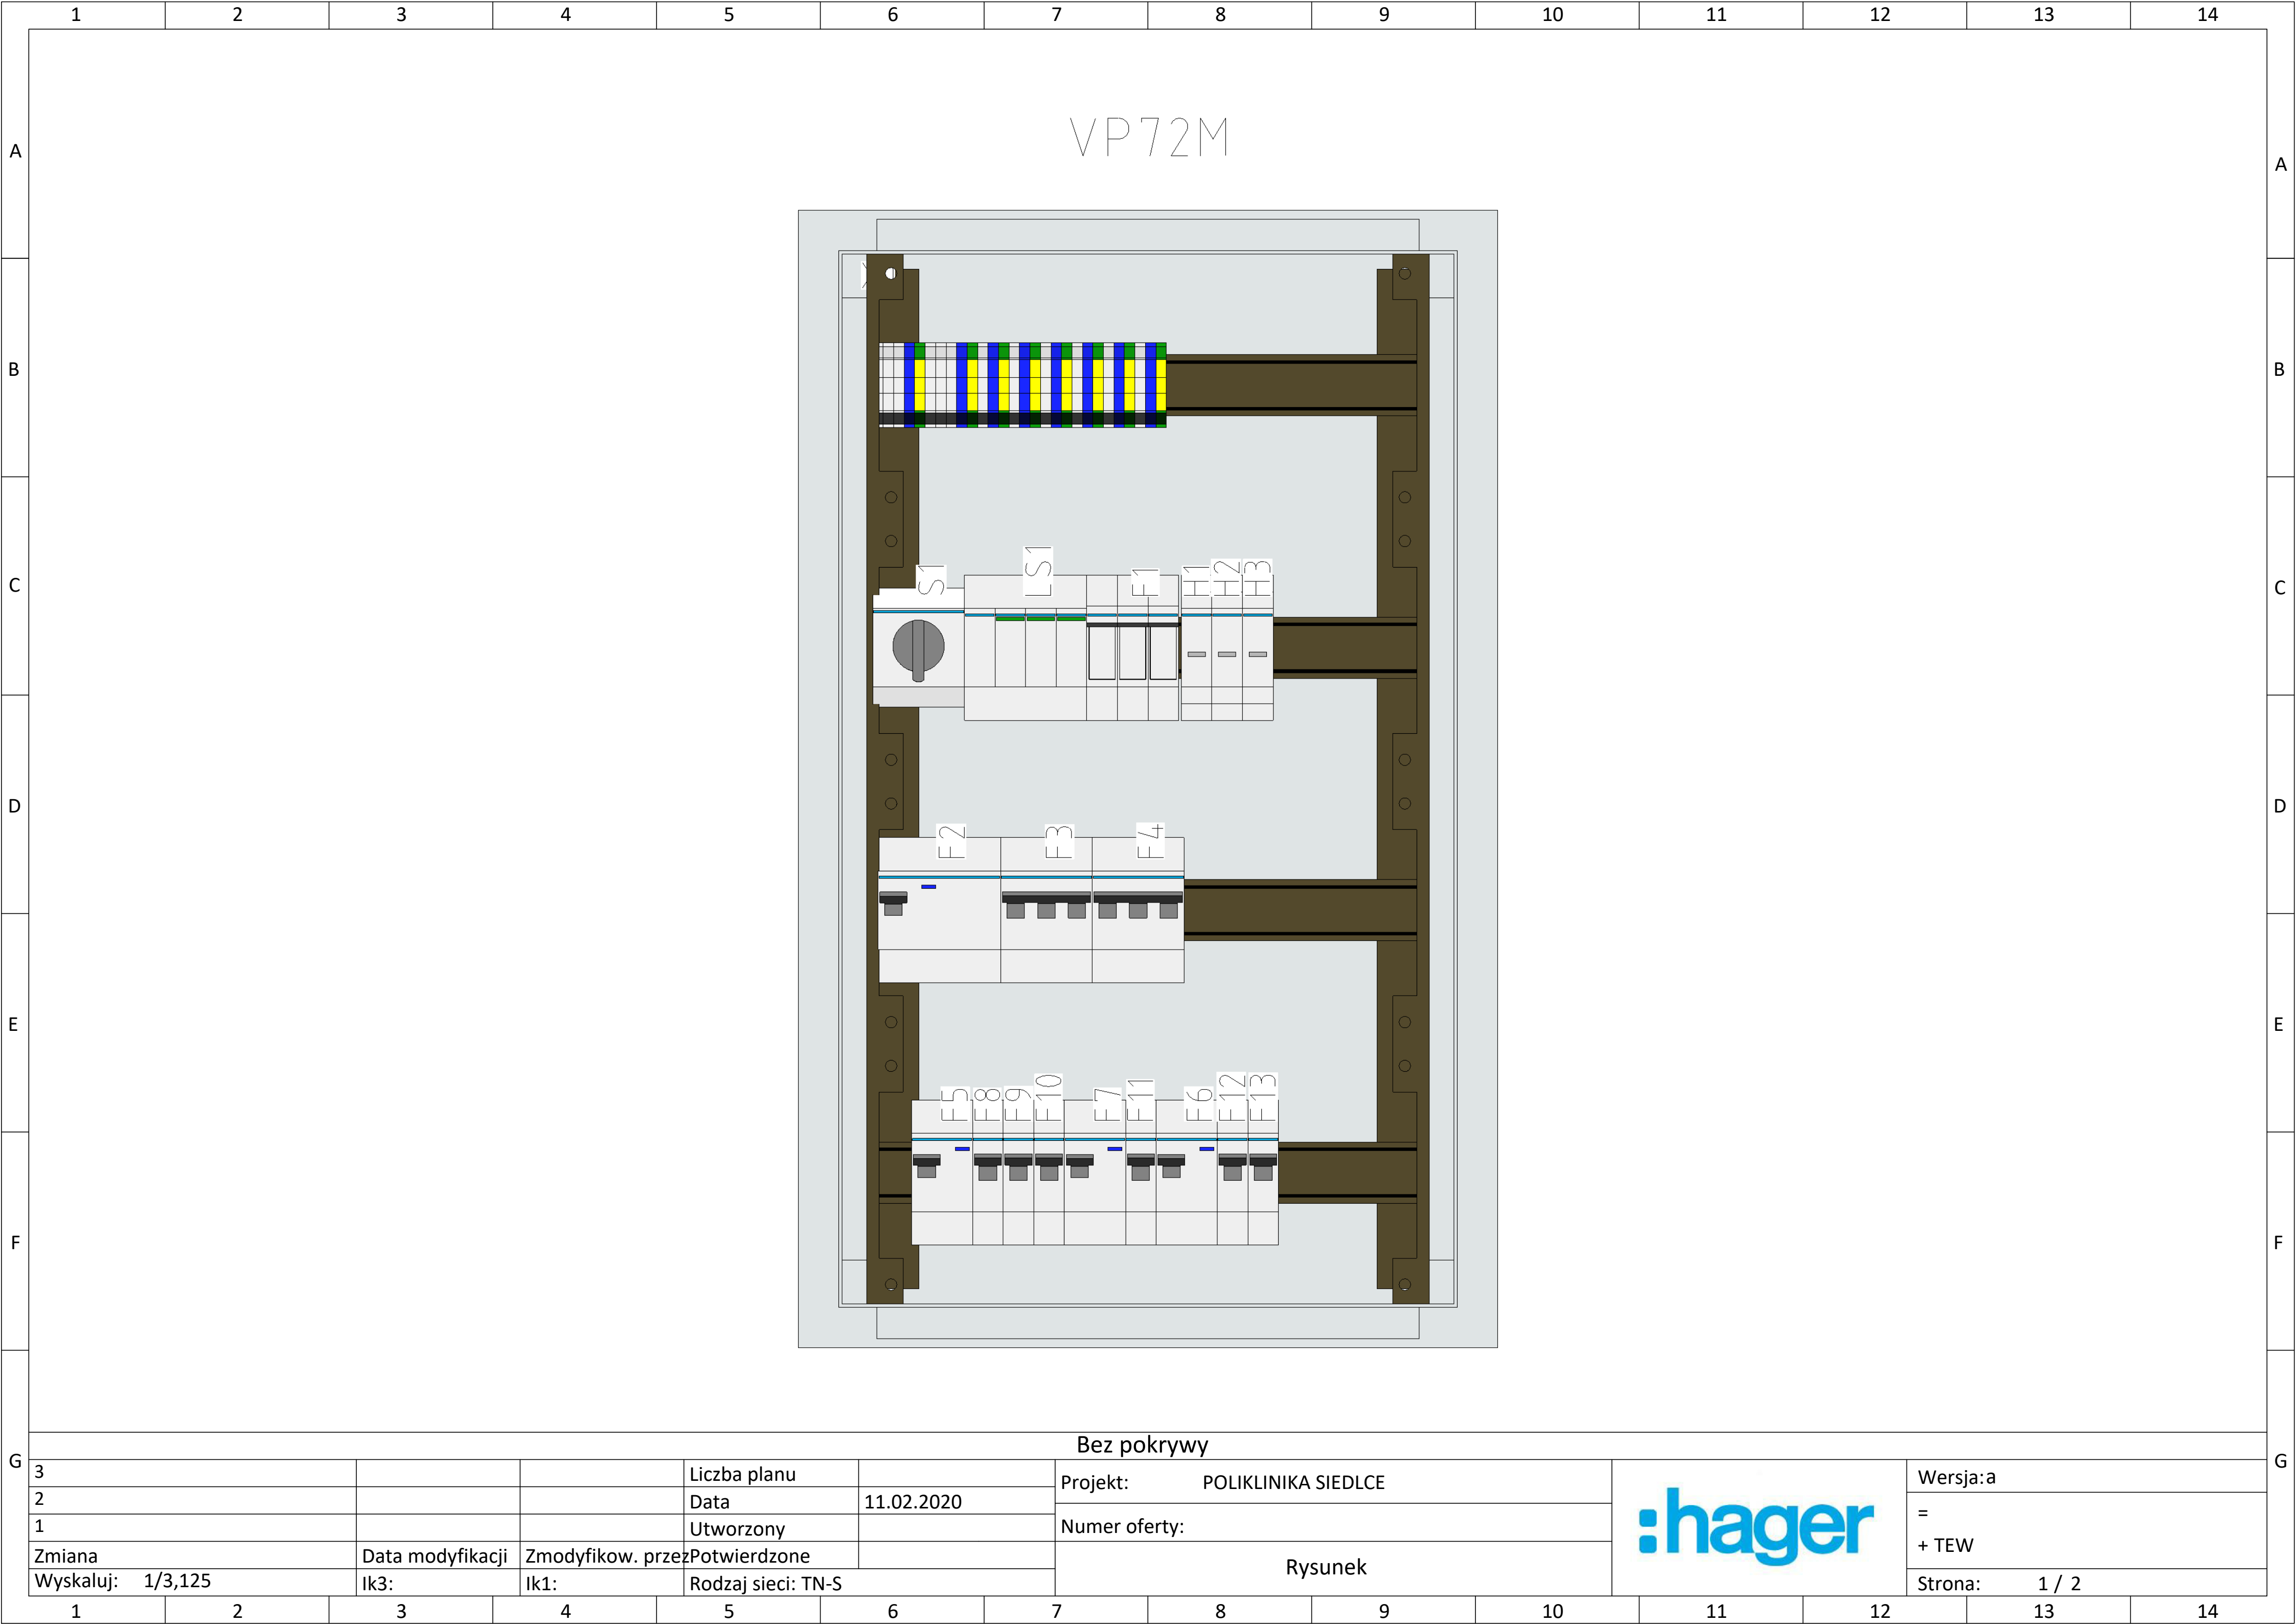 1 2 3 4 5 6 7 8 9 10 11 12 13 14
VP72M
A A
B B
S1 LS1 F1 H1 H2 H3
C C
F2 F3 F4
D D
E E
F5 F8 F9 F10 F7 F11 F6 F12 F13
F F
Bez pokrywy
G G
3 Liczba planu
Projekt: POLIKLINIKA SIEDLCE
:hager
Wersja: a
2 Data 11.02.2020
=
1 Utworzony
Numer oferty:
+ TEW
Zmiana Data modyfikacji Zmodyfikow. przez Potwierdzone
Rysunek
Wyskaluj: 1/3,125 Ik3: Ik1: Rodzaj sieci: TN-S
Strona: 1 / 2
1 2 3 4 5 6 7 8 9 10 11 12 13 14